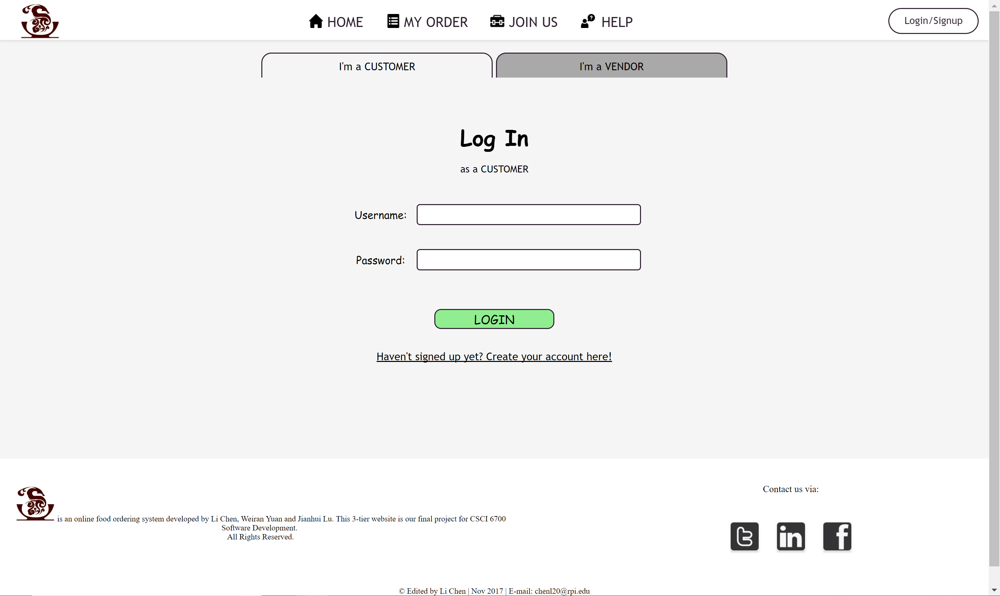 HOME MY ORDER JOIN US HELP Login/Signup
I'm a CUSTOMER I'm a VENDOR
Log In
as a CUSTOMER
Username:
Password:
LOGIN
Haven't signed up yet? Create your account here!
is an online food ordering system developed by Li Chen, Weiran Yuan and Jianhui Lu. This 3-tier website is our final project for CSCI 6700
Software Development.
All Rights Reserved.
Contact us via:
© Edited by Li Chen | Nov 2017 | E-mail: chenl20@rpi.edu